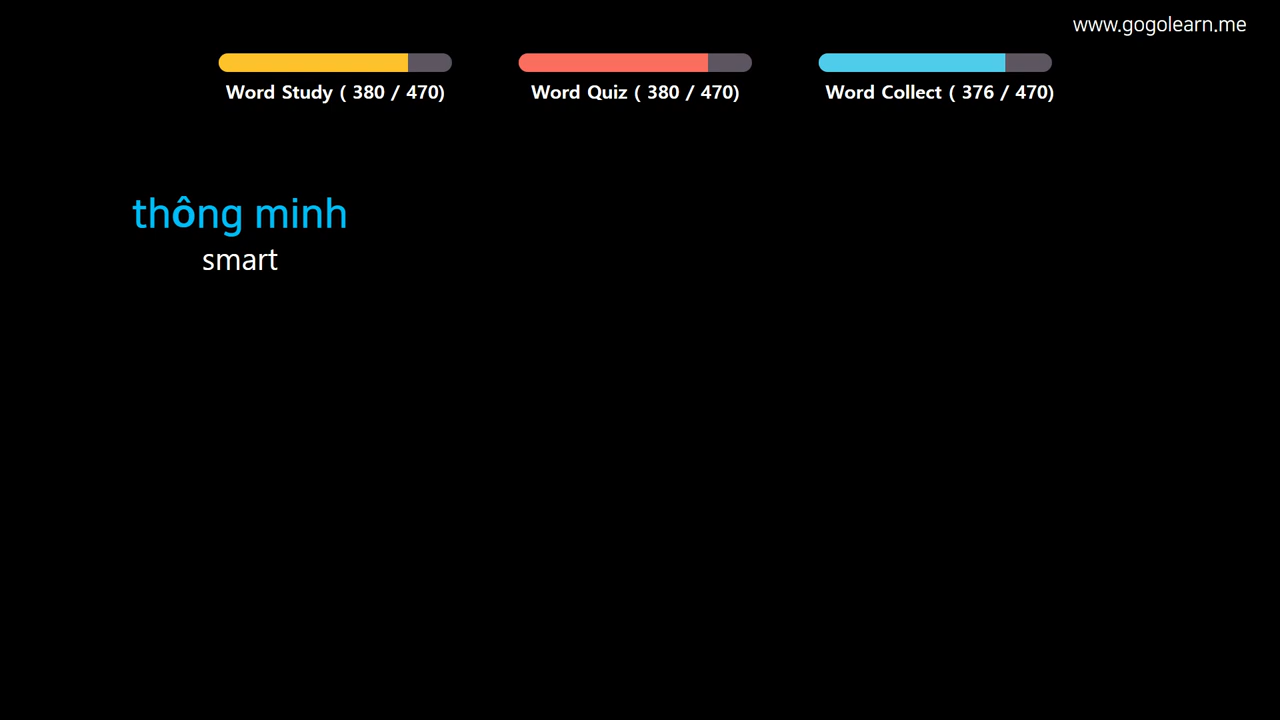 www.gogolearn.me
Word Study ( 380 / 470)
Word Quiz ( 380 / 470)
Word Collect ( 376 / 470)
thông minh
smart